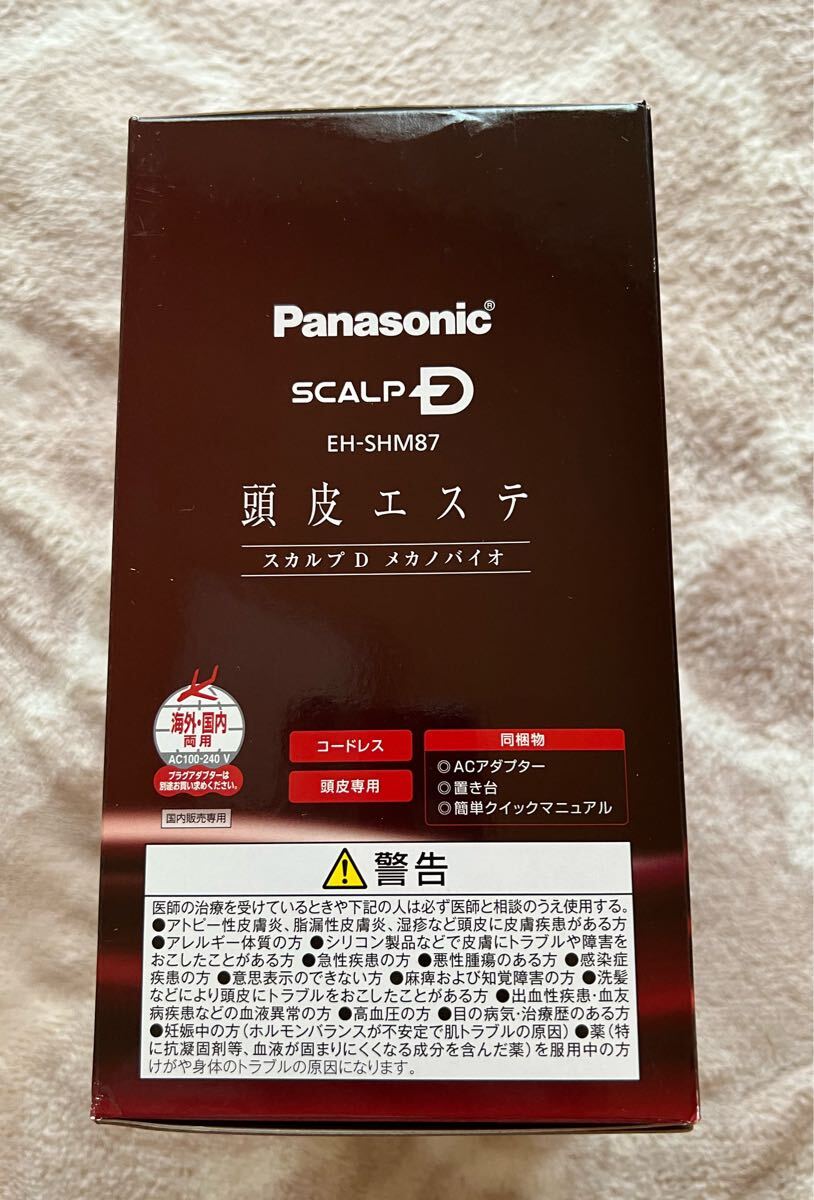 Panasonic®
SCALP-D
EH-SHM87
頭皮エステ
スカルプ D メカノバイオ
海外・国内
両用
AC100-240 V
プラグアダプターは
別途お買い求めください。
国内販売専用
コードレス
頭皮専用
同梱物
◎ACアダプター
◎置き台
◎簡単クイックマニュアル
警告
医師の治療を受けているときや下記の人は必ず医師と相談のうえ使用する。
●アトピー性皮膚炎、脂漏性皮膚炎、湿疹など頭皮に皮膚疾患がある方
●アレルギー体質の方 ●シリコン製品などで皮膚にトラブルや障害を
おこしたことがある方 ●急性疾患の方 ●悪性腫瘍のある方 ●感染症
疾患の方 ●意思表示のできない方 ●麻痺および知覚障害の方 ●洗髪
などにより頭皮にトラブルをおこしたことがある方 ●出血性疾患・血友
病疾患などの血液異常の方 ●高血圧の方 ●目の病気・治療歴のある方
●妊娠中の方(ホルモンバランスが不安定で肌トラブルの原因) ●薬(特
に抗凝固剤等、血液が固まりにくくなる成分を含んだ薬)を服用中の方
けがや身体のトラブルの原因になります。